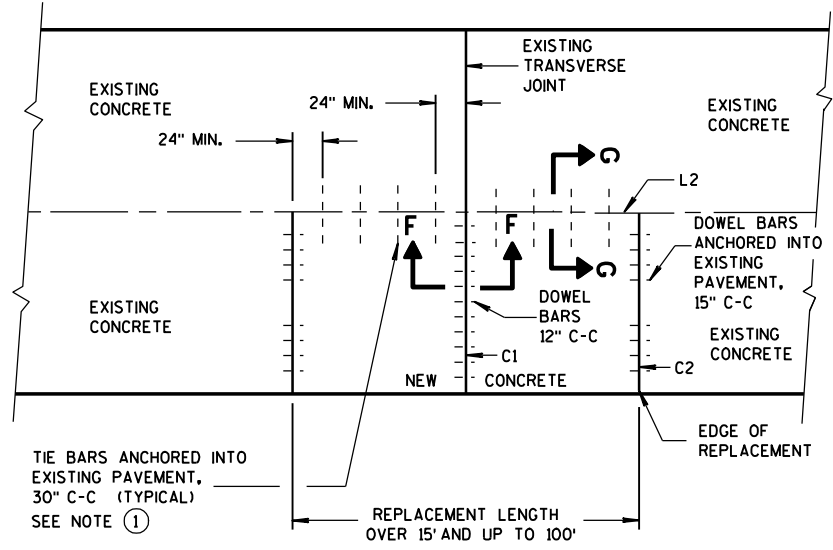 EXISTING
TRANSVERSE
JOINT
EXISTING
CONCRETE
24" MIN.
EXISTING
CONCRETE
24" MIN.
G
L2
F
F
DOWEL BARS
ANCHORED INTO
EXISTING
PAVEMENT,
15" C-C
G
EXISTING
CONCRETE
DOWEL
BARS
12" C-C
EXISTING
CONCRETE
C1
C2
NEW CONCRETE
EDGE OF
REPLACEMENT
TIE BARS ANCHORED INTO
EXISTING PAVEMENT,
30" C-C (TYPICAL)
SEE NOTE 1
REPLACEMENT LENGTH
OVER 15' AND UP TO 100'